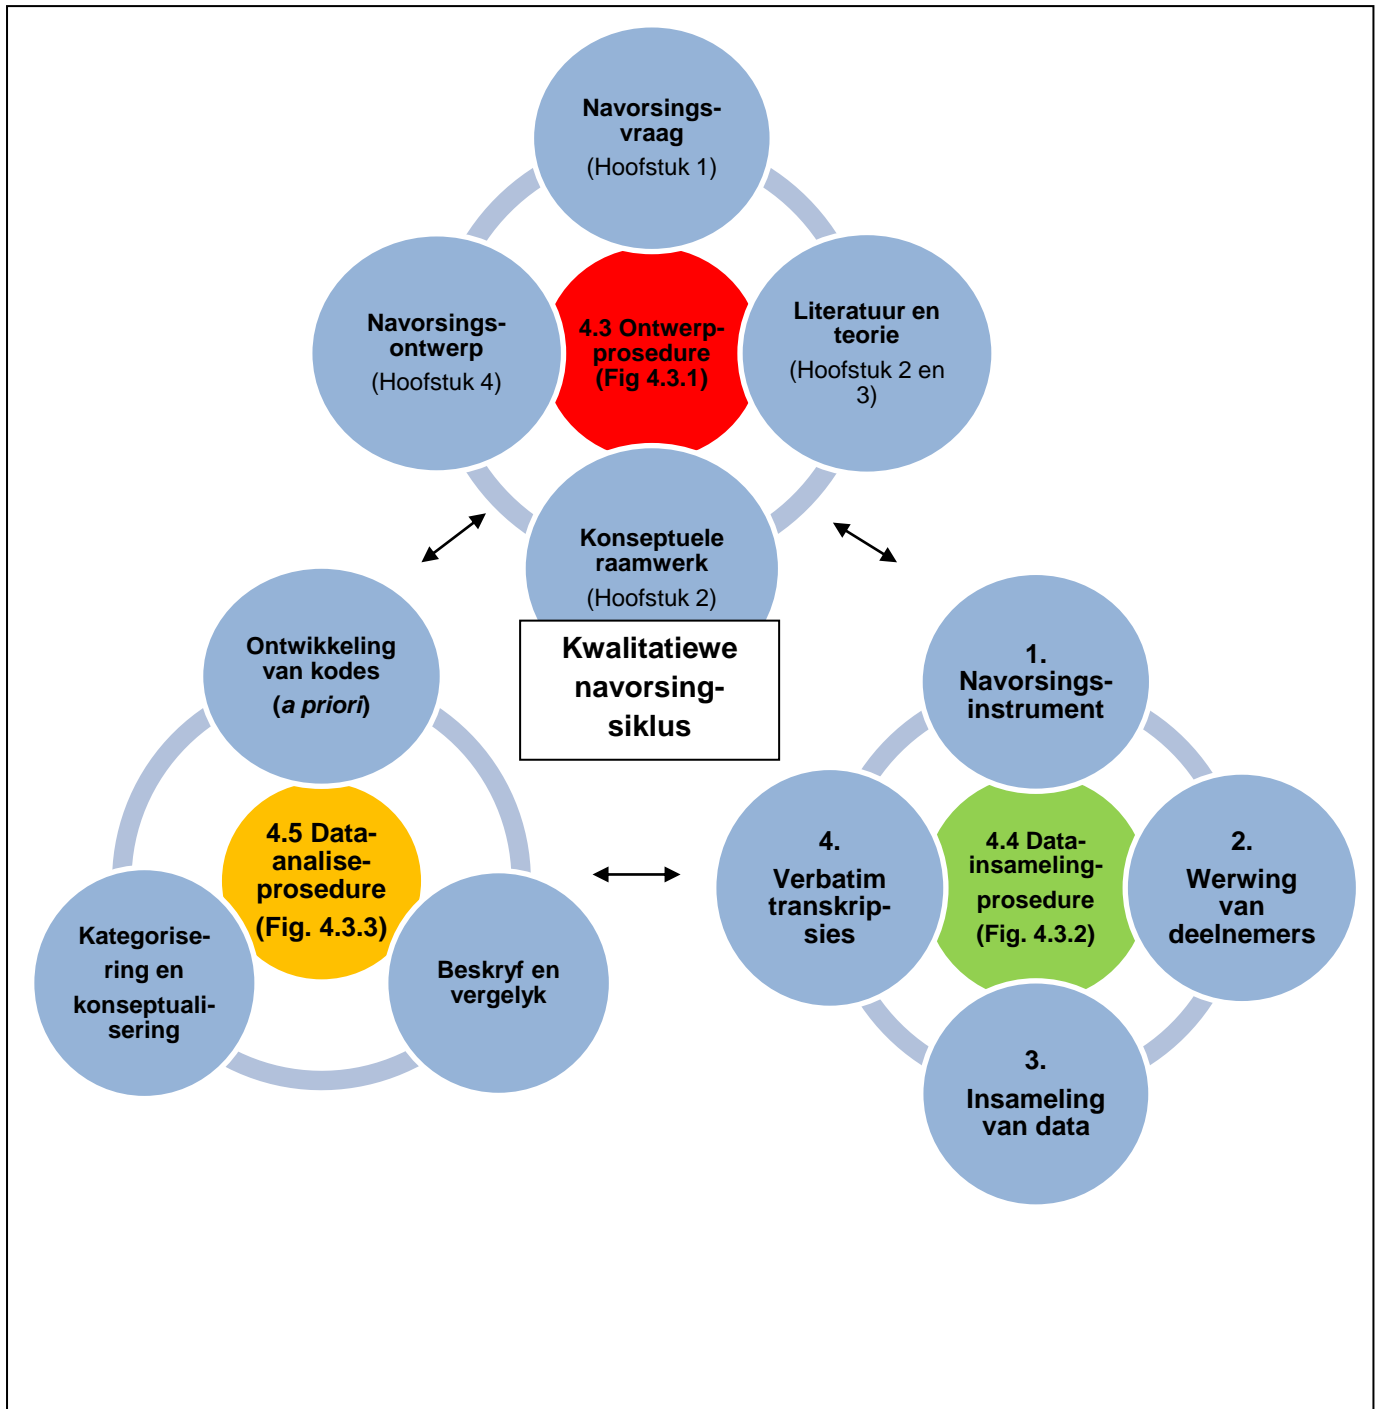 Navorsings-
vraag
(Hoofstuk 1)
Navorsings-
ontwerp
(Hoofstuk 4)
4.3 Ontwerp-
prosedure
(Fig 4.3.1)
Literatuur en
teorie
(Hoofstuk 2 en
3)
Konseptuele
raamwerk
(Hoofstuk 2)
Kwalitatiewe
navorsing-
siklus
Ontwikkeling
van kodes
(a priori)
4.5 Data-
analise-
prosedure
(Fig. 4.3.3)
Kategorise-
ring en
konseptuali-
sering
Beskryf en
vergelyk
1.
Navorsings-
instrument
4.
Verbatim
transkrip-
sies
4.4 Data-
insameling-
prosedure
(Fig. 4.3.2)
2.
Werwing
van
deelnemers
3.
Insameling
van data